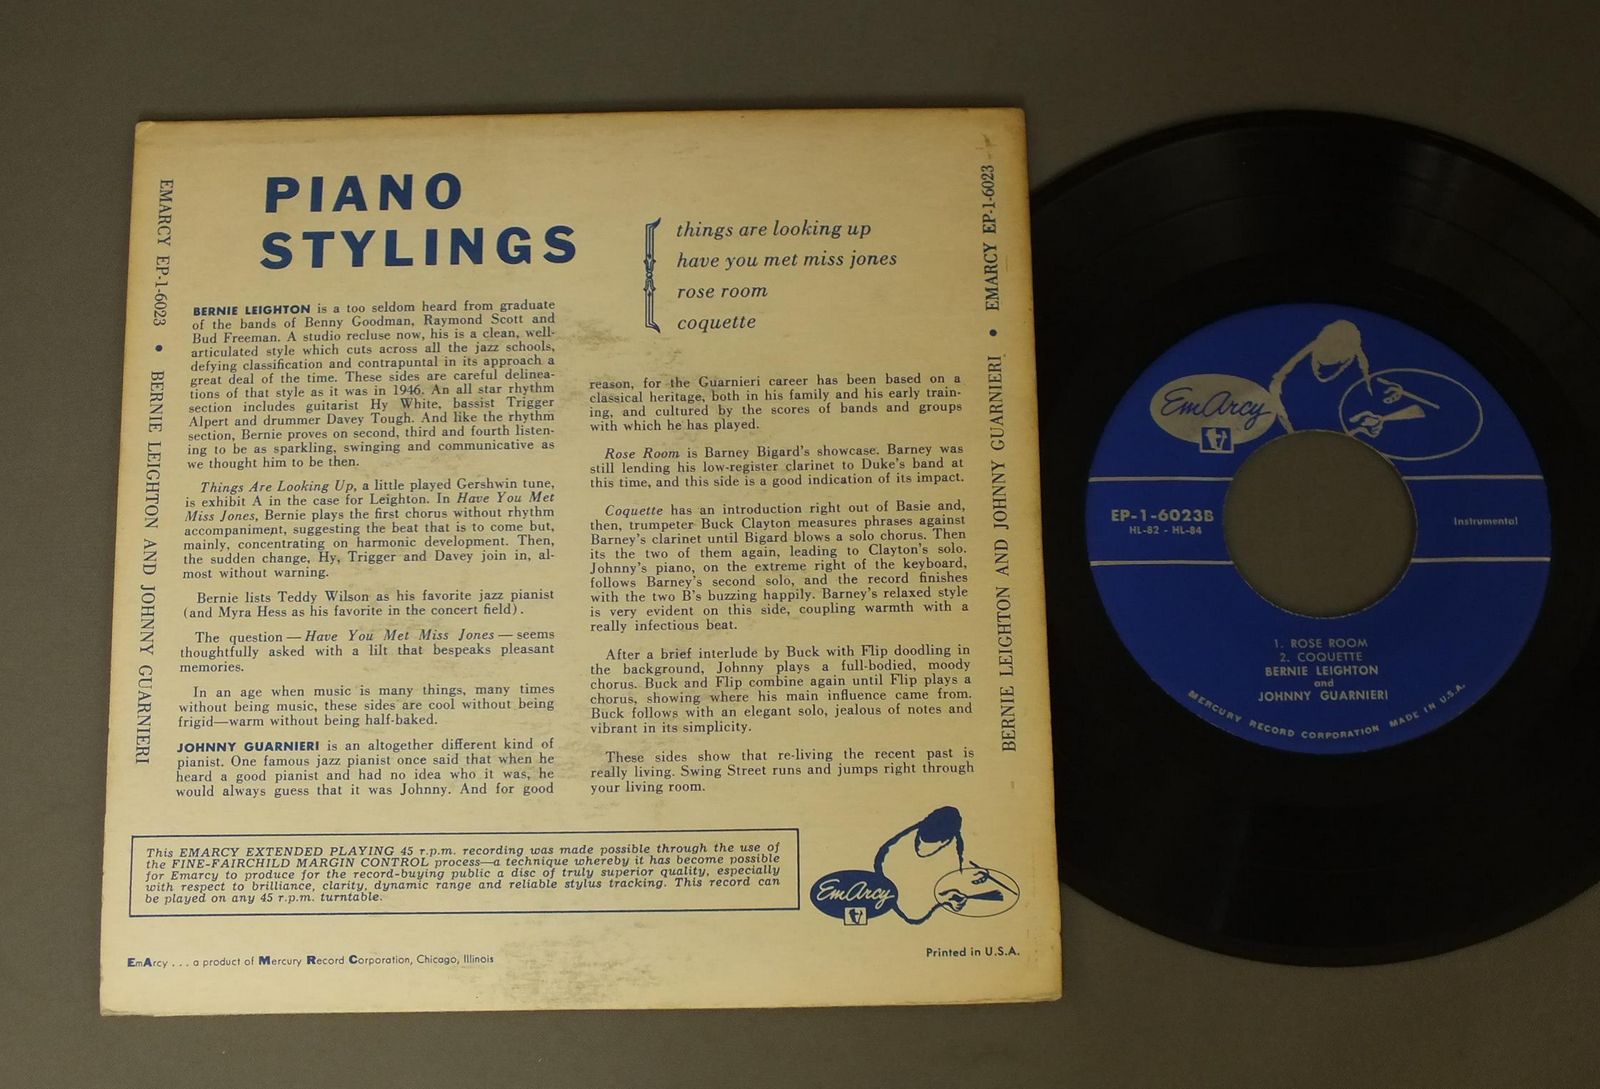 EMARCY EP-1-6023 • BERNIE LEIGHTON AND JOHNNY GUARNIERI
PIANO
STYLINGS
things are looking up
have you met miss jones
rose room
coquette
BERNIE LEIGHTON is a too seldom heard from graduate
of the bands of Benny Goodman, Raymond Scott and
Bud Freeman. A studio recluse now, his is a clean, well-
articulated style which cuts across all the jazz schools,
defying classification and contrapuntal in its approach a
great deal of the time. These sides are careful delinea-
tions of that style as it was in 1946. An all star rhythm
section includes guitarist Hy White, bassist Trigger
Alpert and drummer Davey Tough. And like the rhythm
section, Bernie proves on second, third and fourth listen-
ing to be as sparkling, swinging and communicative as
we thought him to be then.
Things Are Looking Up, a little played Gershwin tune,
is exhibit A in the case for Leighton. In Have You Met
Miss Jones, Bernie plays the first chorus without rhythm
accompaniment, suggesting the beat that is to come but,
mainly, concentrating on harmonic development. Then,
the sudden change, Hy, Trigger and Davey join in, al-
most without warning.
Bernie lists Teddy Wilson as his favorite jazz pianist
(and Myra Hess as his favorite in the concert field).
The question — Have You Met Miss Jones — seems
thoughtfully asked with a lilt that bespeaks pleasant
memories.
In an age when music is many things, many times
without being music, these sides are cool without being
frigid—warm without being half-baked.
JOHNNY GUARNIERI is an altogether different kind of
pianist. One famous jazz pianist once said that when he
heard a good pianist and had no idea who it was, he
would always guess that it was Johnny. And for good
reason, for the Guarnieri career has been based on a
classical heritage, both in his family and his early train-
ing, and cultured by the scores of bands and groups
with which he has played.
Rose Room is Barney Bigard's showcase. Barney was
still lending his low-register clarinet to Duke's band at
this time, and this side is a good indication of its impact.
Coquette has an introduction right out of Basie and,
then, trumpeter Buck Clayton measures phrases against
Barney's clarinet until Bigard blows a solo chorus. Then
its the two of them again, leading to Clayton's solo.
Johnny's piano, on the extreme right of the keyboard,
follows Barney's second solo, and the record finishes
with the two B's buzzing happily. Barney's relaxed style
is very evident on this side, coupling warmth with a
really infectious beat.
After a brief interlude by Buck with Flip doodling in
the background, Johnny plays a full-bodied, moody
chorus. Buck and Flip combine again until Flip plays a
chorus, showing where his main influence came from.
Buck follows with an elegant solo, jealous of notes and
vibrant in its simplicity.
These sides show that re-living the recent past is
really living. Swing Street runs and jumps right through
your living room.
BERNIE LEIGHTON AND JOHNNY GUARNIERI • EMARCY EP-1-6023
This EMARCY EXTENDED PLAYING 45 r.p.m. recording was made possible through the use of
the FINE-FAIRCHILD MARGIN CONTROL process—a technique whereby it has become possible
for Emarcy to produce for the record-buying public a disc of truly superior quality, especially
with respect to brilliance, clarity, dynamic range and reliable stylus tracking. This record can
be played on any 45 r.p.m. turntable.
EmArcy
EmArcy . . . a product of Mercury Record Corporation, Chicago, Illinois
Printed in U.S.A.
EmArcy
EP-1-6023B
HL-82 - HL-84
Instrumental
1. ROSE ROOM
2. COQUETTE
BERNIE LEIGHTON
and
JOHNNY GUARNIERI
MERCURY RECORD CORPORATION MADE IN U.S.A.